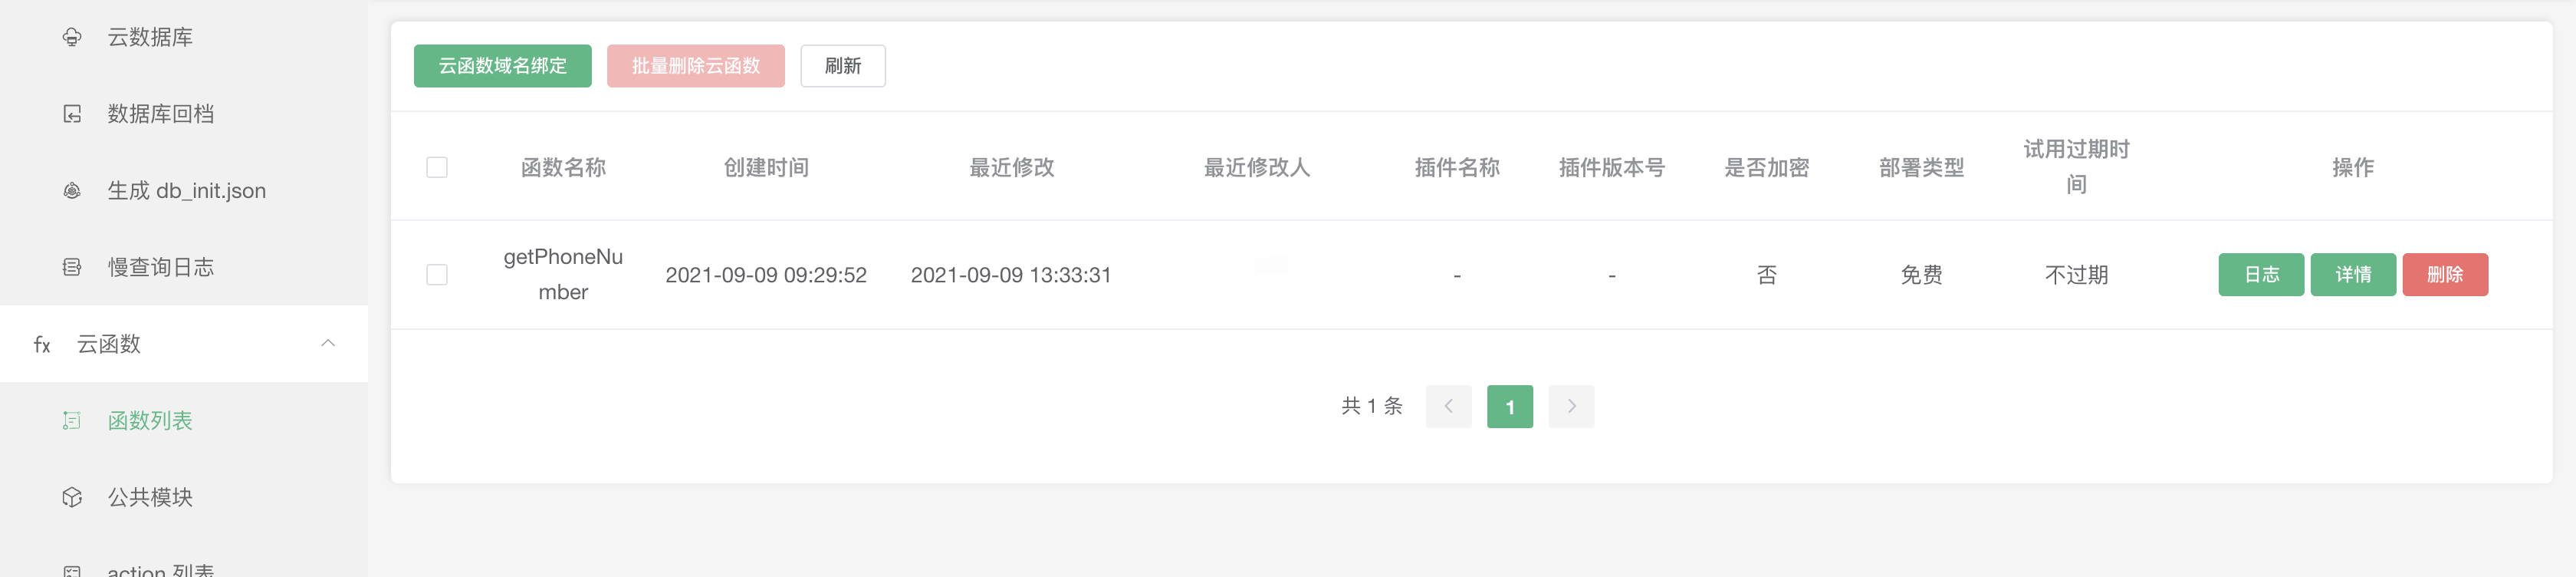 云数据库
数据库回档
生成 db_init.json
慢查询日志
云函数
函数列表
公共模块
action 列表
云函数域名绑定 批量删除云函数 刷新
函数名称 创建时间 最近修改 最近修改人 插件名称 插件版本号 是否加密 部署类型 试用过期时 操作
间
getPhoneNu
mber
2021-09-09 09:29:52 2021-09-09 13:33:31 - - 否 免费 不过期 日志 详情 删除
共 1 条 1